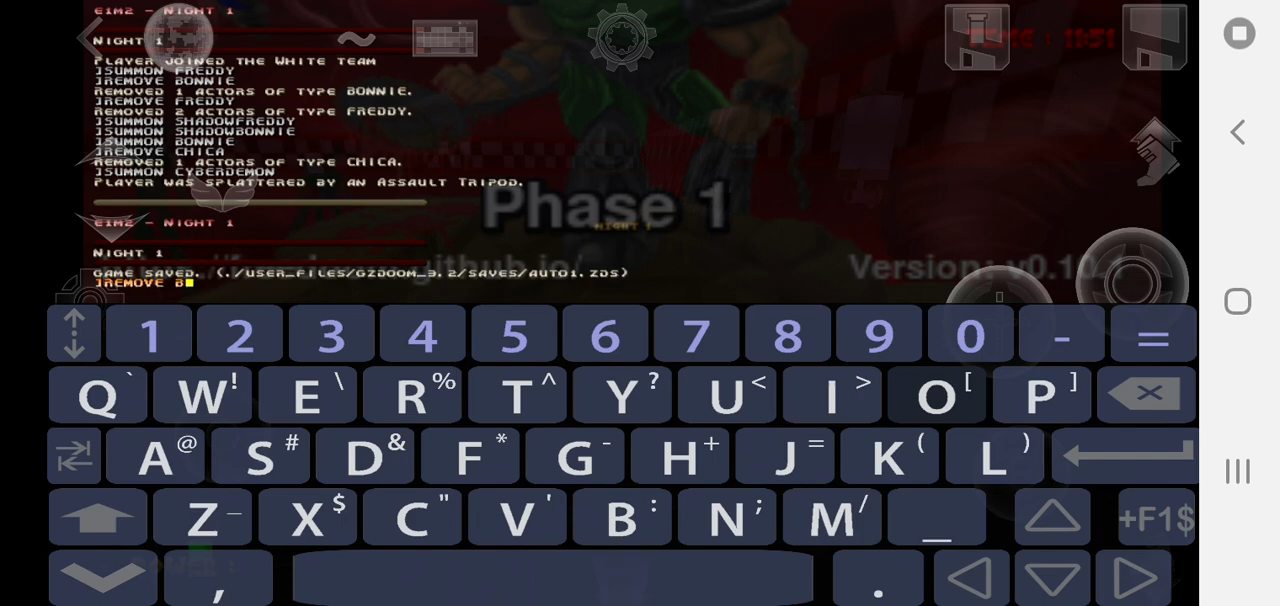 E1M2 - NIGHT 1
NIGHT 1
PLAYER JOINED THE WHITE TEAM
]SUMMON FREDDY
]REMOVE BONNIE
REMOVED 1 ACTORS OF TYPE BONNIE.
]REMOVE FREDDY
REMOVED 2 ACTORS OF TYPE FREDDY.
]SUMMON SHADOWFREDDY
]SUMMON SHADOWBONNIE
]SUMMON BONNIE
]REMOVE CHICA
REMOVED 1 ACTORS OF TYPE CHICA.
]SUMMON CYBERDEMON
PLAYER WAS SPLATTERED BY AN ASSAULT TRIPOD.
Phase 1
E1M2 - NIGHT 1
NIGHT 1
NIGHT 1
Version: v0.10.1
GAME SAVED. (./USER_FILES/GZDOOM_3.2/SAVES/AUTO1.ZDS)
]REMOVE B
1 2 3 4 5 6 7 8 9 0 - =
Q ` W ! E \ R % T ^ Y ? U < I > O [ P ]
A @ S # D & F * G - H + J = K ( L )
Z _ X $ C " V ' B : N ; M / _ +F1$
, .